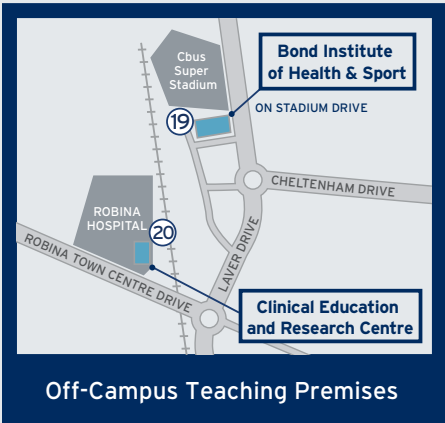 Cbus
Super
Stadium
Bond Institute
of Health & Sport
ON STADIUM DRIVE
19
CHELTENHAM DRIVE
ROBINA
HOSPITAL
20
LAVER DRIVE
ROBINA TOWN CENTRE DRIVE
Clinical Education
and Research Centre
Off-Campus Teaching Premises